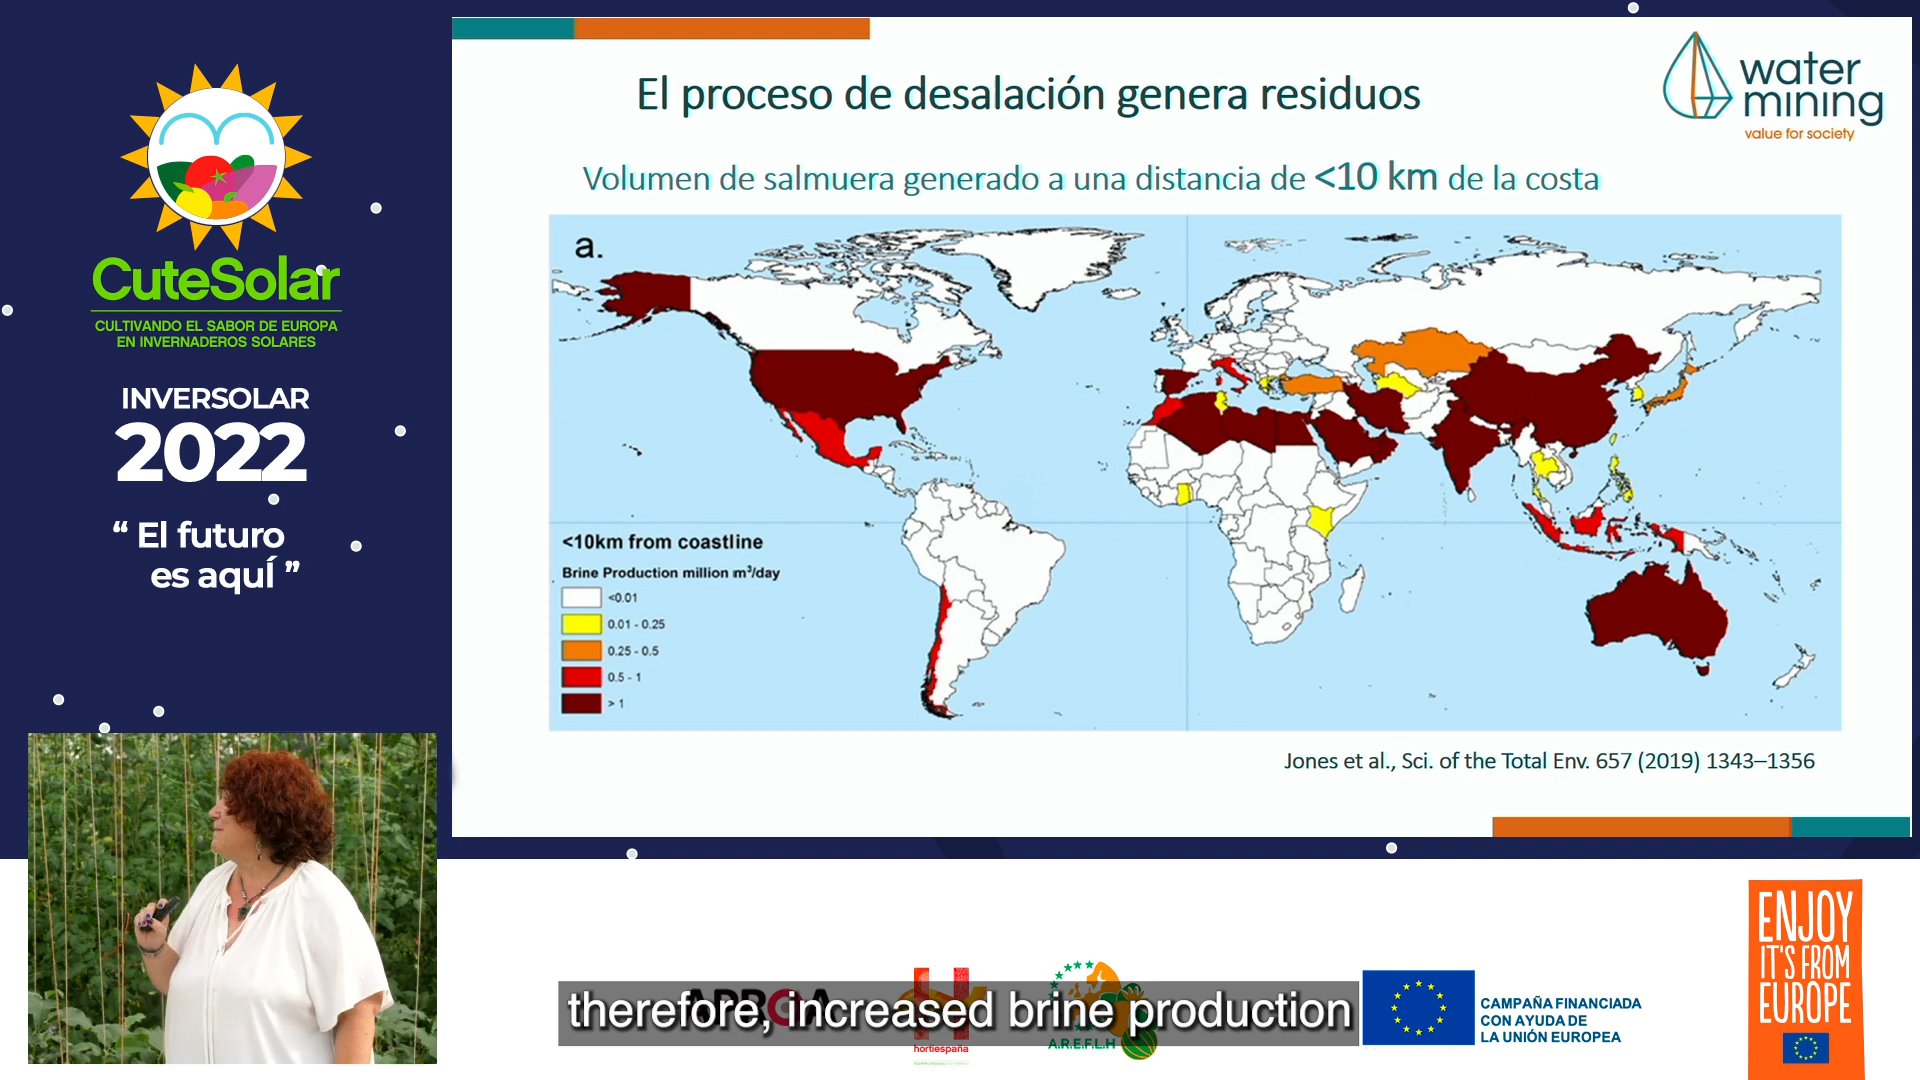 CuteSolar
CULTIVANDO EL SABOR DE EUROPA
EN INVERNADEROS SOLARES
INVERSOLAR
2022
“ El futuro
es aquÍ ”
El proceso de desalación genera residuos
water
mining
value for society
Volumen de salmuera generado a una distancia de <10 km de la costa
a.
<10km from coastline
Brine Production million m³/day
<0.01
0.01 - 0.25
0.25 - 0.5
0.5 - 1
> 1
Jones et al., Sci. of the Total Env. 657 (2019) 1343–1356
therefore, increased brine production
hortiespaña
A.R.E.F.L.H
CAMPAÑA FINANCIADA
CON AYUDA DE
LA UNIÓN EUROPEA
ENJOY
IT'S FROM
EUROPE